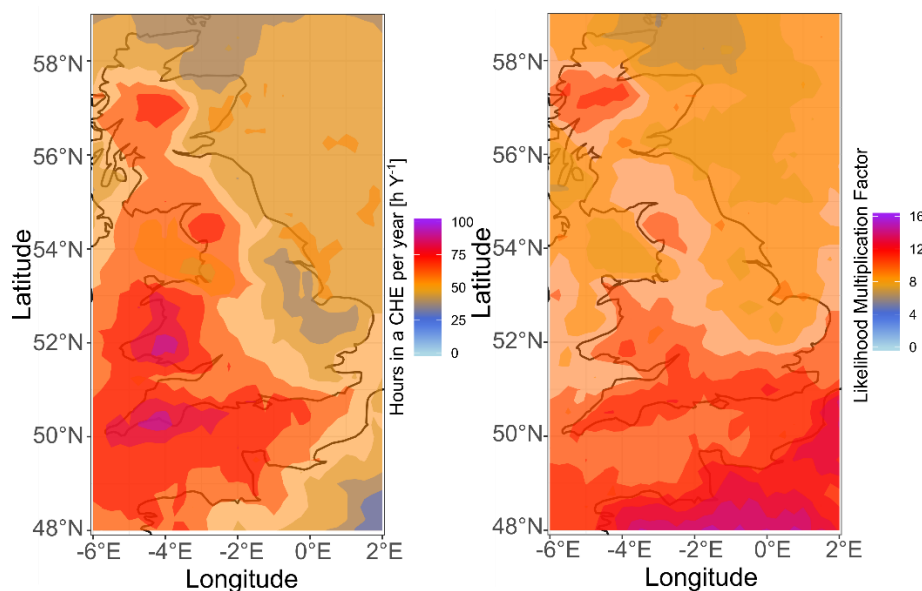 58°N
56°N
54°N
52°N
50°N
48°N
Latitude
-6°E -4°E -2°E 0°E 2°E
Longitude
Hours in a CHE per year [h Y⁻¹]
100
75
50
25
0
58°N
56°N
54°N
52°N
50°N
48°N
Latitude
-6°E -4°E -2°E 0°E 2°E
Longitude
Likelihood Multiplication Factor
16
12
8
4
0